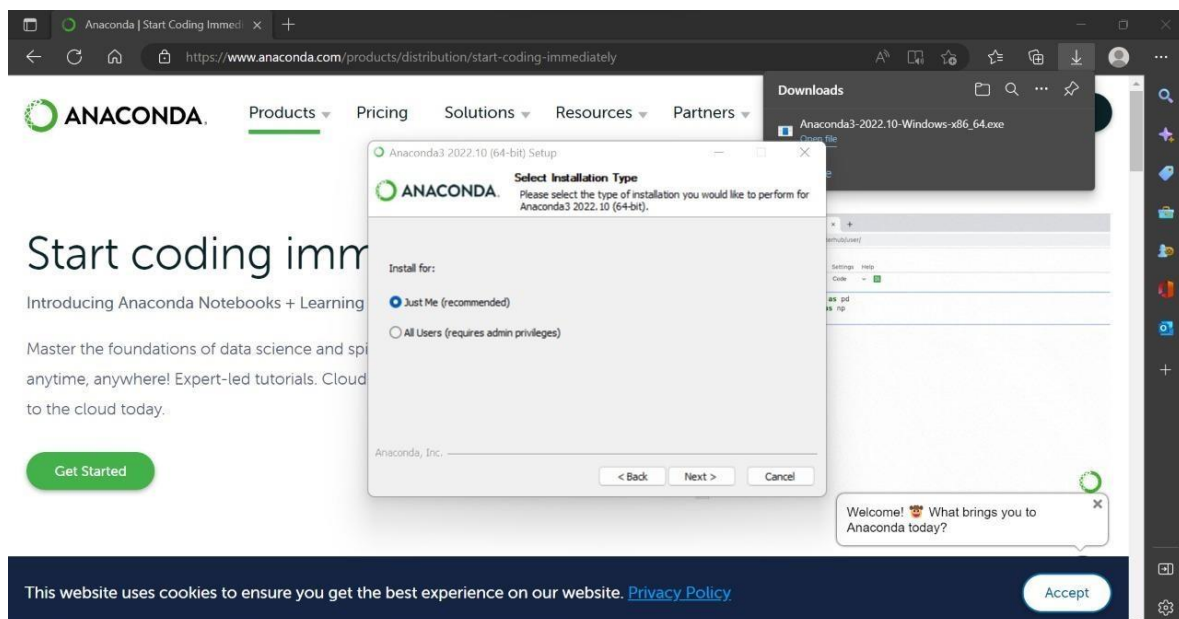 Anaconda | Start Coding Immedi
https://www.anaconda.com/products/distribution/start-coding-immediately
Downloads
Anaconda3-2022.10-Windows-x86_64.exe
Open file
ANACONDA.
Products
Pricing
Solutions
Resources
Partners
Anaconda3 2022.10 (64-bit) Setup
ANACONDA.
Select Installation Type
Please select the type of installation you would like to perform for
Anaconda3 2022.10 (64-bit).
Install for:
Just Me (recommended)
All Users (requires admin privileges)
Anaconda, Inc.
< Back
Next >
Cancel
Start coding imm
Introducing Anaconda Notebooks + Learning
Master the foundations of data science and spi
anytime, anywhere! Expert-led tutorials. Cloud
to the cloud today.
Get Started
Settings Help
Code
as pd
as np
Welcome! What brings you to
Anaconda today?
This website uses cookies to ensure you get the best experience on our website. Privacy Policy
Accept